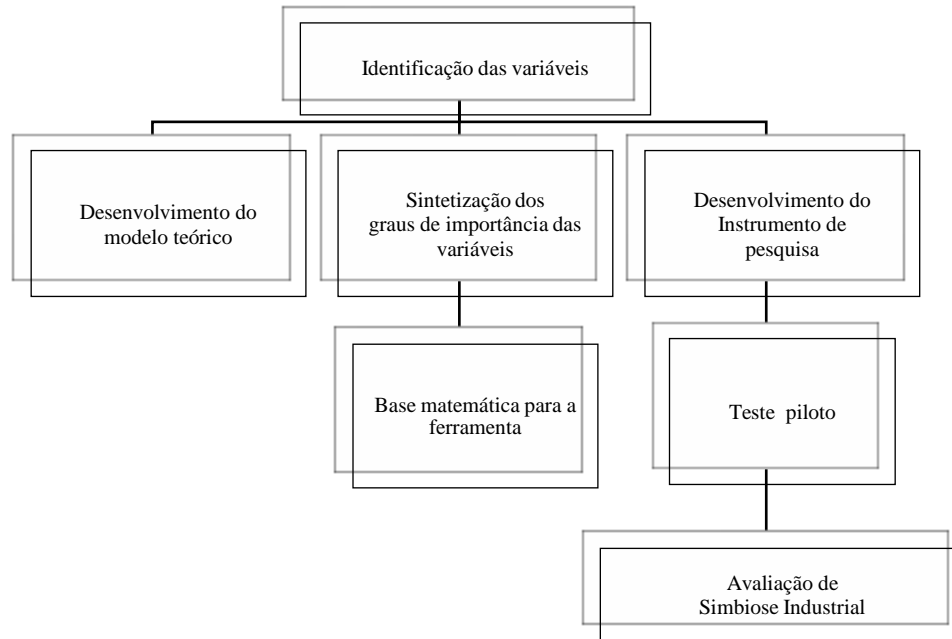 Identificação das variáveis
Desenvolvimento do
modelo teórico
Sintetização dos
graus de importância das
variáveis
Desenvolvimento do
Instrumento de
pesquisa
Base matemática para a
ferramenta
Teste piloto
Avaliação de
Simbiose Industrial